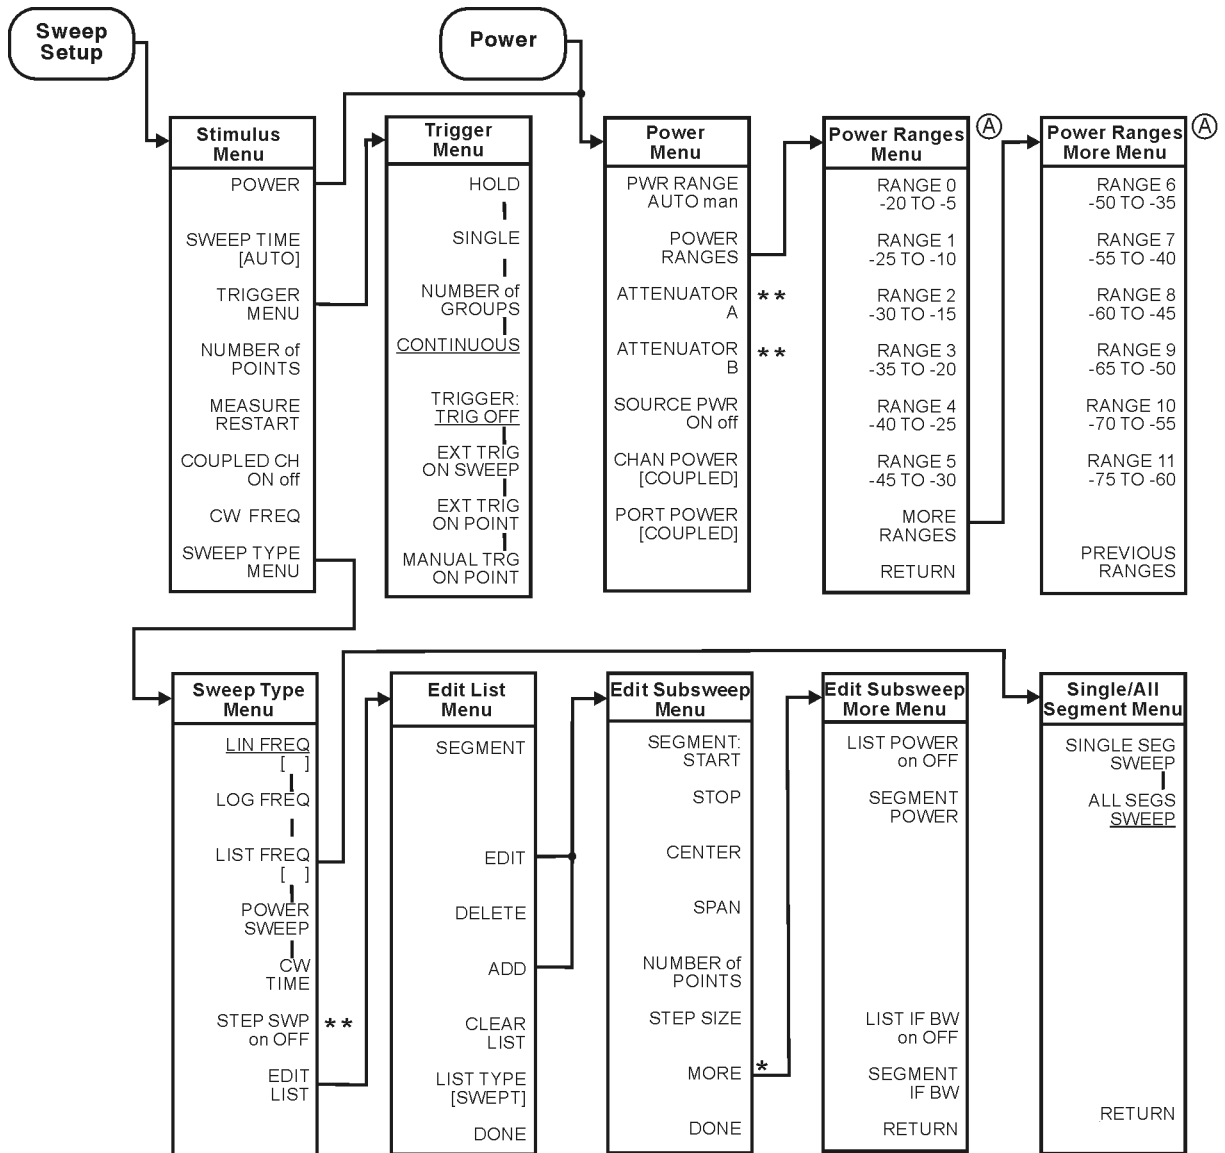 Sweep
Setup
Power
Stimulus
Menu
POWER
SWEEP TIME
[AUTO]
TRIGGER
MENU
NUMBER of
POINTS
MEASURE
RESTART
COUPLED CH
ON off
CW FREQ
SWEEP TYPE
MENU
Trigger
Menu
HOLD
SINGLE
NUMBER of
GROUPS
CONTINUOUS
TRIGGER:
TRIG OFF
EXT TRIG
ON SWEEP
EXT TRIG
ON POINT
MANUAL TRG
ON POINT
Power
Menu
PWR RANGE
AUTO man
POWER
RANGES
ATTENUATOR
A
**
ATTENUATOR
B
**
SOURCE PWR
ON off
CHAN POWER
[COUPLED]
PORT POWER
[COUPLED]
Power Ranges
Menu
A
RANGE 0
-20 TO -5
RANGE 1
-25 TO -10
RANGE 2
-30 TO -15
RANGE 3
-35 TO -20
RANGE 4
-40 TO -25
RANGE 5
-45 TO -30
MORE
RANGES
RETURN
Power Ranges
More Menu
A
RANGE 6
-50 TO -35
RANGE 7
-55 TO -40
RANGE 8
-60 TO -45
RANGE 9
-65 TO -50
RANGE 10
-70 TO -55
RANGE 11
-75 TO -60
PREVIOUS
RANGES
Sweep Type
Menu
LIN FREQ
[ ]
LOG FREQ
LIST FREQ
[ ]
POWER
SWEEP
CW
TIME
STEP SWP
on OFF
**
EDIT
LIST
Edit List
Menu
SEGMENT
EDIT
DELETE
ADD
CLEAR
LIST
LIST TYPE
[SWEPT]
DONE
Edit Subsweep
Menu
SEGMENT:
START
STOP
CENTER
SPAN
NUMBER of
POINTS
STEP SIZE
MORE
*
DONE
Edit Subsweep
More Menu
LIST POWER
on OFF
SEGMENT
POWER
LIST IF BW
on OFF
SEGMENT
IF BW
RETURN
Single/All
Segment Menu
SINGLE SEG
SWEEP
ALL SEGS
SWEEP
RETURN